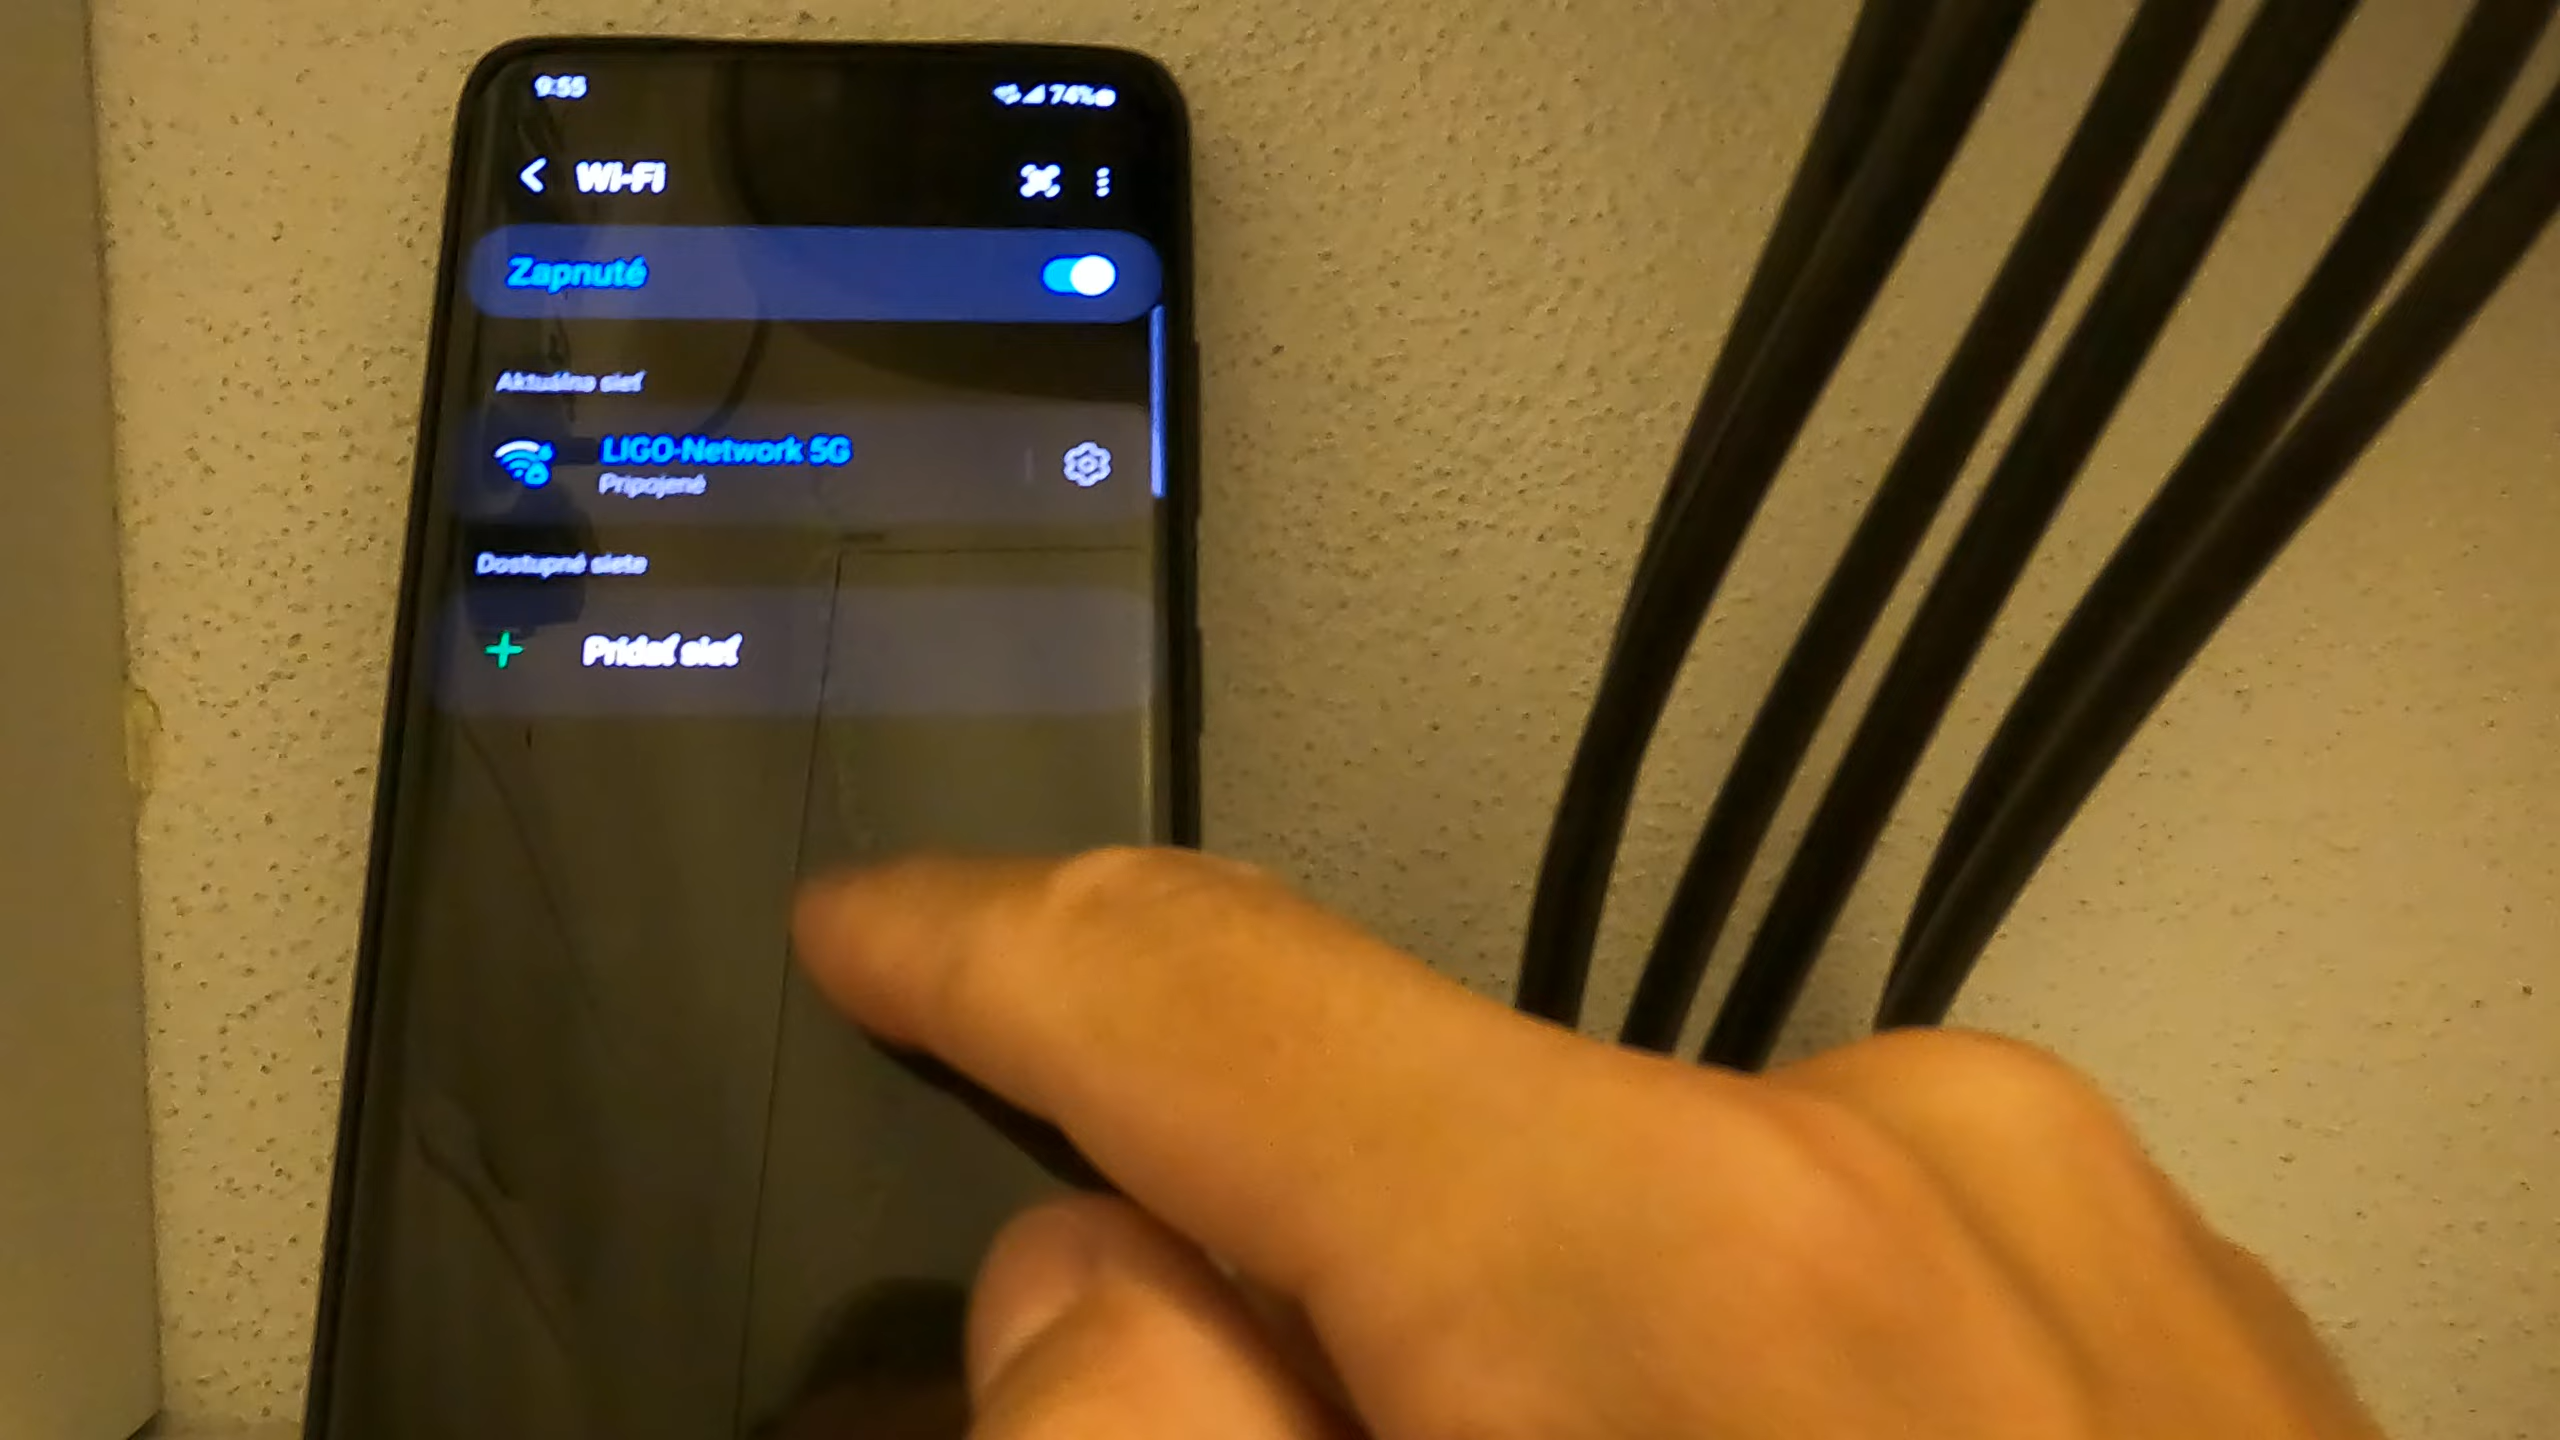 9:55
74%
Wi-Fi
Zapnuté
Aktuálna sieť
LIGO-Network 5G
Pripojené
Dostupné siete
Pridať sieť